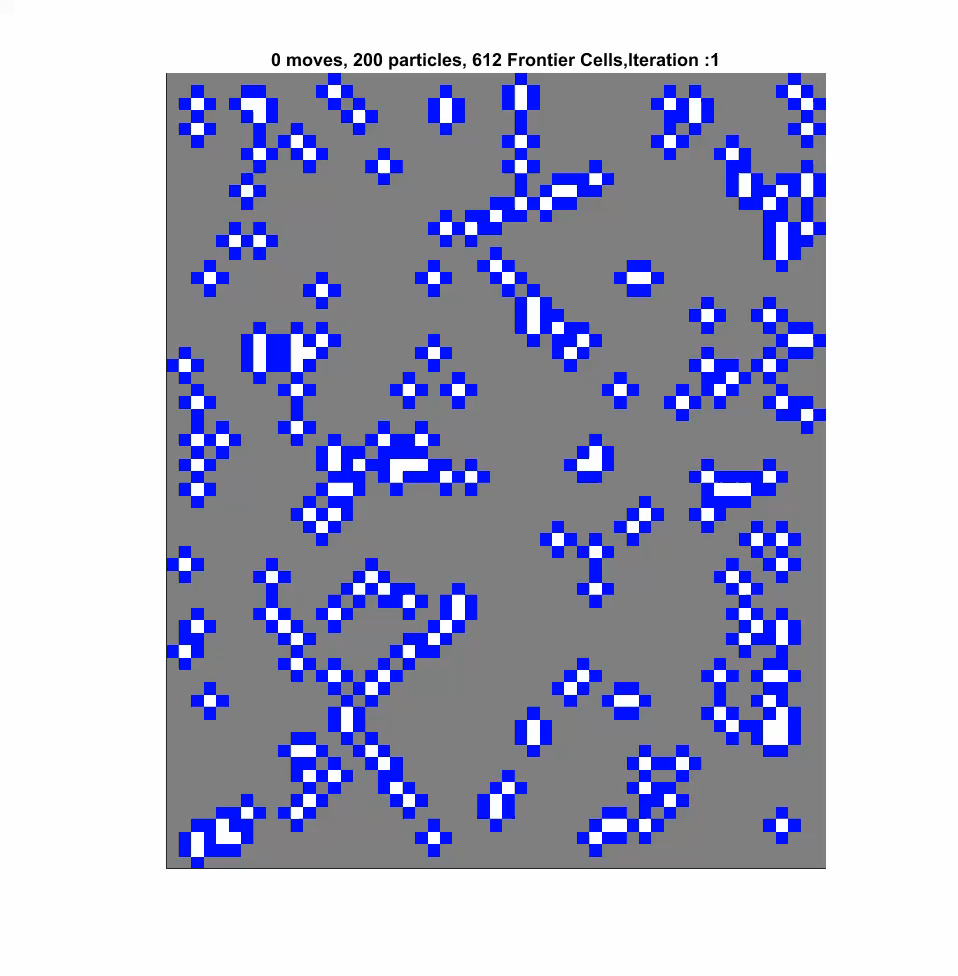 0 moves, 200 particles, 612 Frontier Cells,Iteration :1